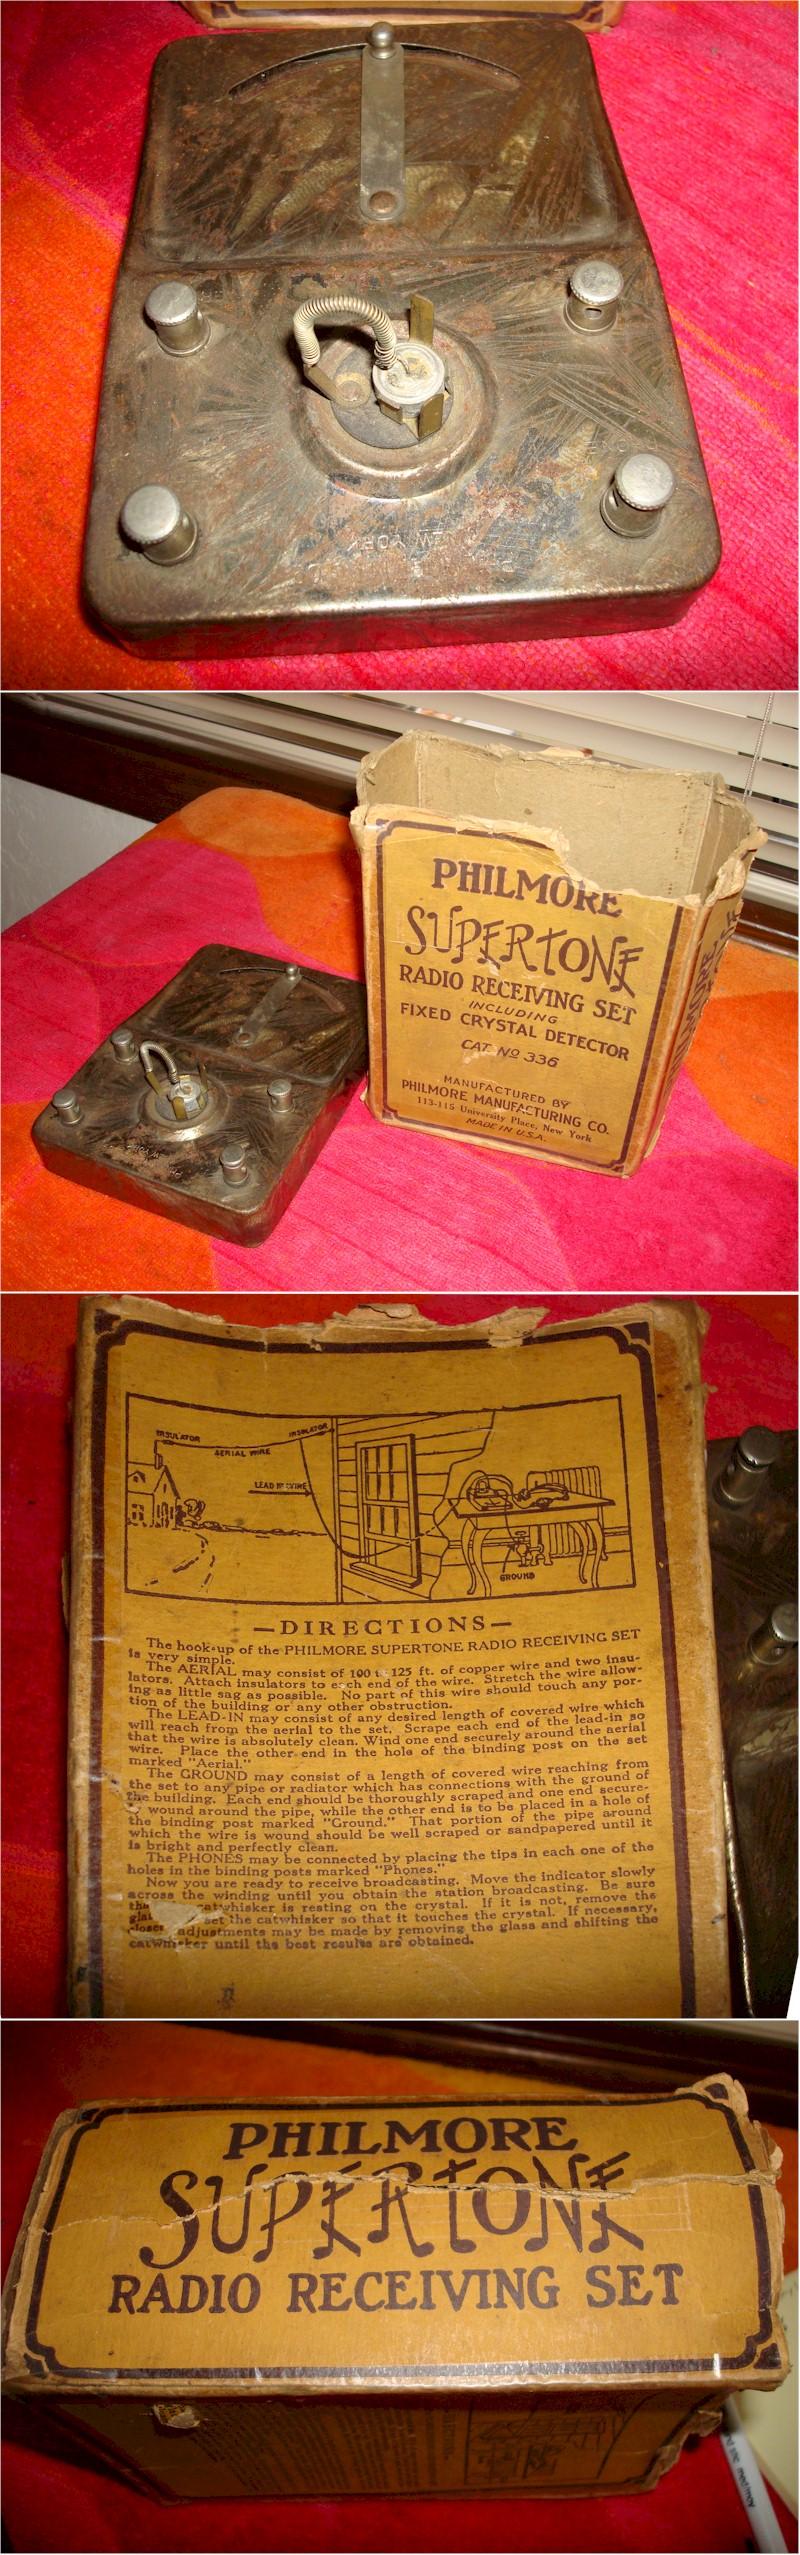 PHONE
W YORK
PHILMORE
SUPERTONE
RADIO RECEIVING SET
INCLUDING
FIXED CRYSTAL DETECTOR
CAT. No 336
MANUFACTURED BY
PHILMORE MANUFACTURING CO.
113-115 University Place, New York
MADE IN U.S.A.
PHILMORE
INSULATOR
INSULATOR
AERIAL WIRE
LEAD IN WIRE
GROUND
—DIRECTIONS—
The hook-up of the PHILMORE SUPERTONE RADIO RECEIVING SET
is very simple.
The AERIAL may consist of 100 to 125 ft. of copper wire and two insu-
lators. Attach insulators to each end of the wire. Stretch the wire allow-
ing as little sag as possible. No part of this wire should touch any por-
tion of the building or any other obstruction.
The LEAD-IN may consist of any desired length of covered wire which
will reach from the aerial to the set. Scrape each end of the lead-in so
that the wire is absolutely clean. Wind one end securely around the aerial
wire. Place the other end in the hole of the binding post on the set
marked "Aerial."
The GROUND may consist of a length of covered wire reaching from
the set to any pipe or radiator which has connections with the ground of
the building. Each end should be thoroughly scraped and one end secure-
wound around the pipe, while the other end is to be placed in a hole of
the binding post marked "Ground." That portion of the pipe around
which the wire is wound should be well scraped or sandpapered until it
is bright and perfectly clean.
The PHONES may be connected by placing the tips in each one of the
holes in the binding posts marked "Phones."
Now you are ready to receive broadcasting. Move the indicator slowly
across the winding until you obtain the station broadcasting. Be sure
catwhisker is resting on the crystal. If it is not, remove the
set the catwhisker so that it touches the crystal. If necessary,
closer adjustments may be made by removing the glass and shifting the
catwhisker until the best results are obtained.
PHILMORE
SUPERTONE
RADIO RECEIVING SET